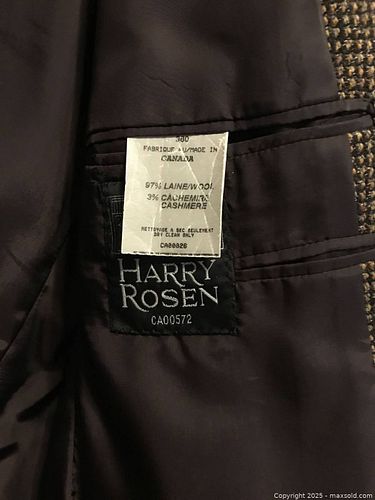 380
FABRIQUE AU/MADE IN
CANADA
97% LAINE/WOOL
3% CACHEMIRE
CASHMERE
NETTOYAGE A SEC SEULEMENT
DRY CLEAN ONLY
CA00026
HARRY
ROSEN
CA00572
Copyright 2025 - maxsold.com